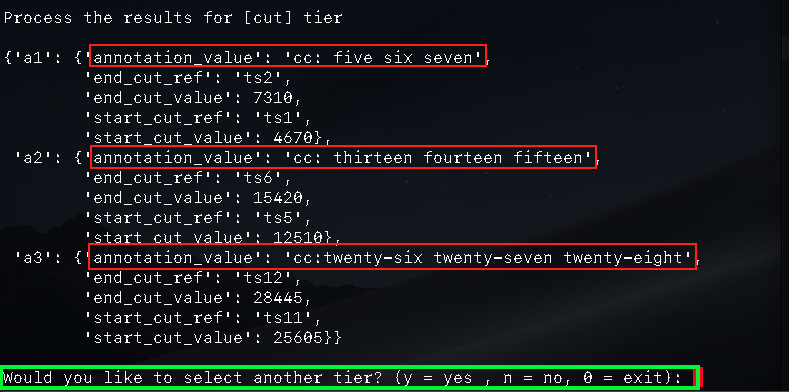 Process the results for [cut] tier
{'a1': {'annotation_value': 'cc: five six seven',
'end_cut_ref': 'ts2',
'end_cut_value': 7310,
'start_cut_ref': 'ts1',
'start_cut_value': 4670},
'a2': {'annotation_value': 'cc: thirteen fourteen fifteen',
'end_cut_ref': 'ts6',
'end_cut_value': 15420,
'start_cut_ref': 'ts5',
'start_cut_value': 12510},
'a3': {'annotation_value': 'cc:twenty-six twenty-seven twenty-eight',
'end_cut_ref': 'ts12',
'end_cut_value': 28445,
'start_cut_ref': 'ts11',
'start_cut_value': 25605}}
Would you like to select another tier? (y = yes , n = no, 0 = exit):